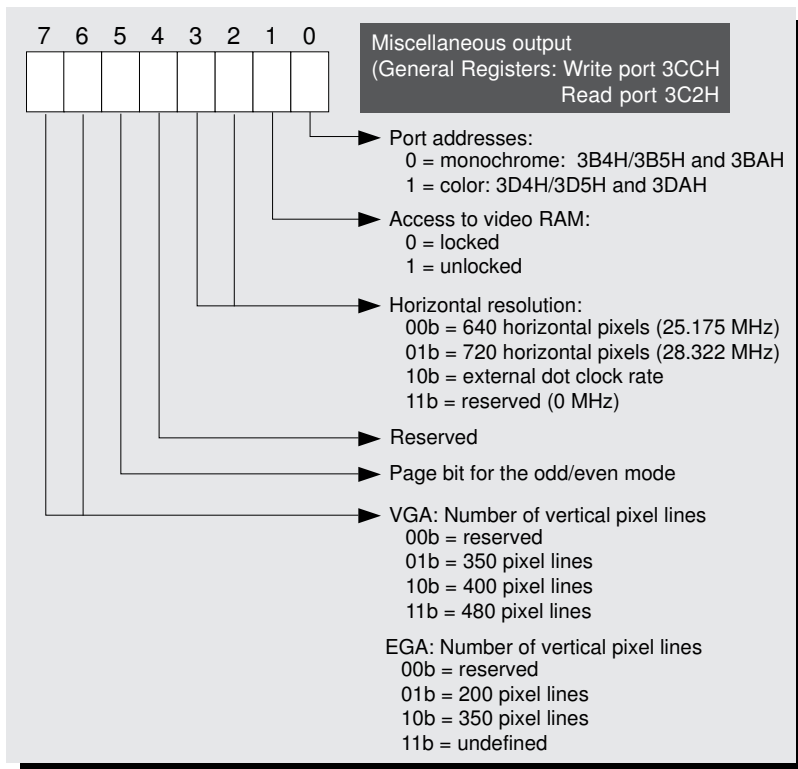 7 6 5 4 3 2 1 0
Miscellaneous output
(General Registers: Write port 3CCH
Read port 3C2H
Port addresses:
0 = monochrome: 3B4H/3B5H and 3BAH
1 = color: 3D4H/3D5H and 3DAH
Access to video RAM:
0 = locked
1 = unlocked
Horizontal resolution:
00b = 640 horizontal pixels (25.175 MHz)
01b = 720 horizontal pixels (28.322 MHz)
10b = external dot clock rate
11b = reserved (0 MHz)
Reserved
Page bit for the odd/even mode
VGA: Number of vertical pixel lines
00b = reserved
01b = 350 pixel lines
10b = 400 pixel lines
11b = 480 pixel lines
EGA: Number of vertical pixel lines
00b = reserved
01b = 200 pixel lines
10b = 350 pixel lines
11b = undefined